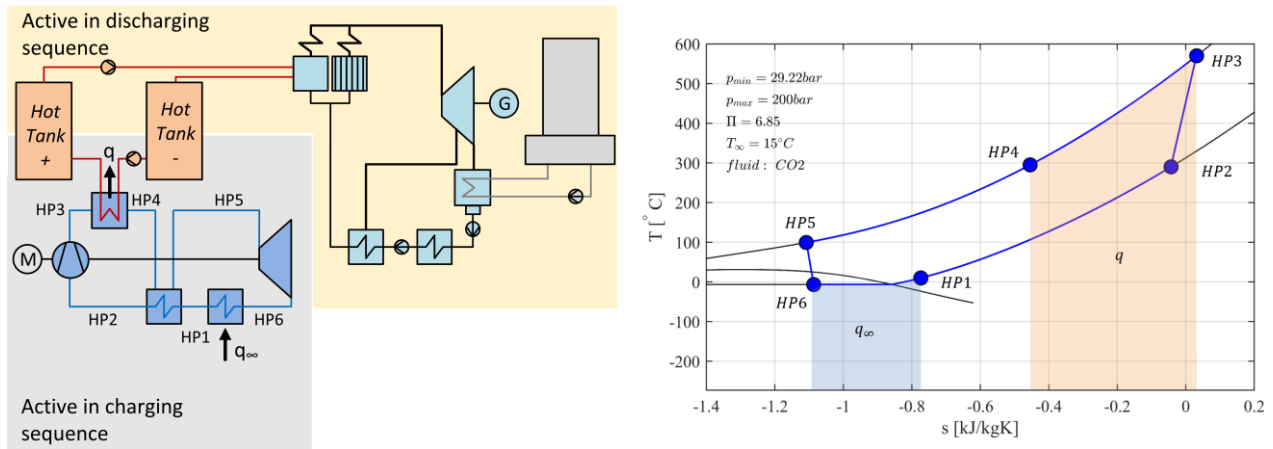 Active in discharging
sequence
Hot
Tank
+
Hot
Tank
-
G
q
HP3
HP4
HP5
M
HP2
HP1
HP6
q∞
Active in charging
sequence
600
500
400
300
200
100
0
-100
-200
T [°C]
p_min = 29.22bar
p_max = 200bar
Π = 6.85
T_∞ = 15°C
fluid : CO2
HP3
HP4
HP2
HP5
HP1
HP6
q
q∞
-1.4 -1.2 -1 -0.8 -0.6 -0.4 -0.2 0 0.2
s [kJ/kgK]